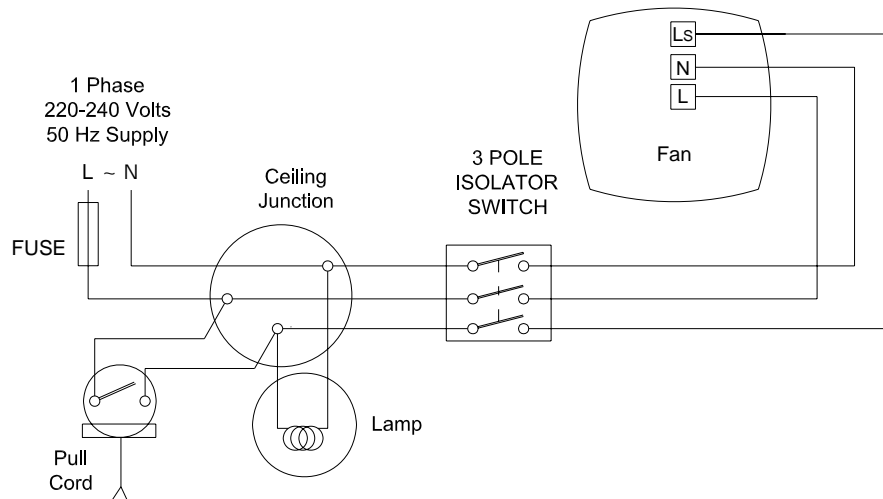 1 Phase
220-240 Volts
50 Hz Supply
L ~ N
FUSE
Ceiling
Junction
3 POLE
ISOLATOR
SWITCH
Ls
N
L
Fan
Lamp
Pull
Cord